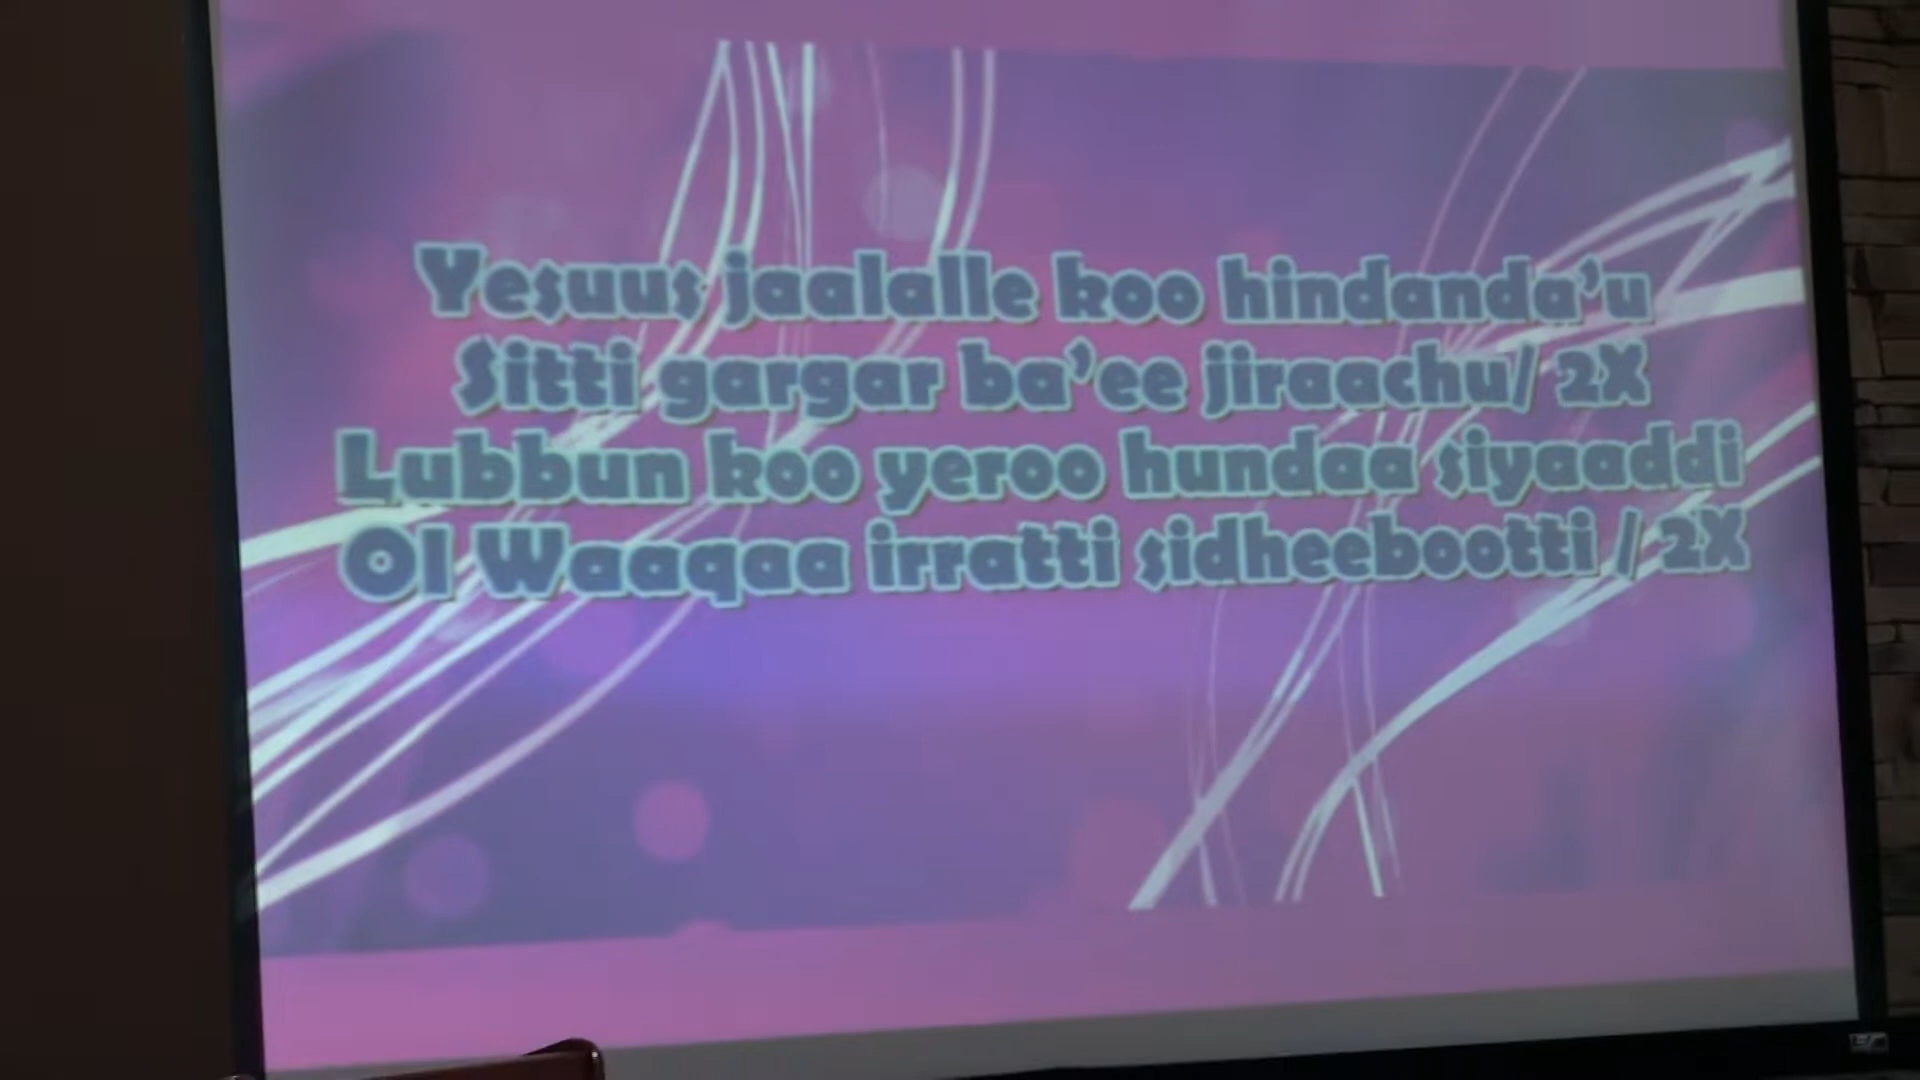 Yesuus jaalalle koo hindanda'u
Sitti gargar ba'ee jiraachu/ 2X
Lubbun koo yeroo hundaa siyaaddi
Ol Waaqaa irratti sidheebootti / 2X